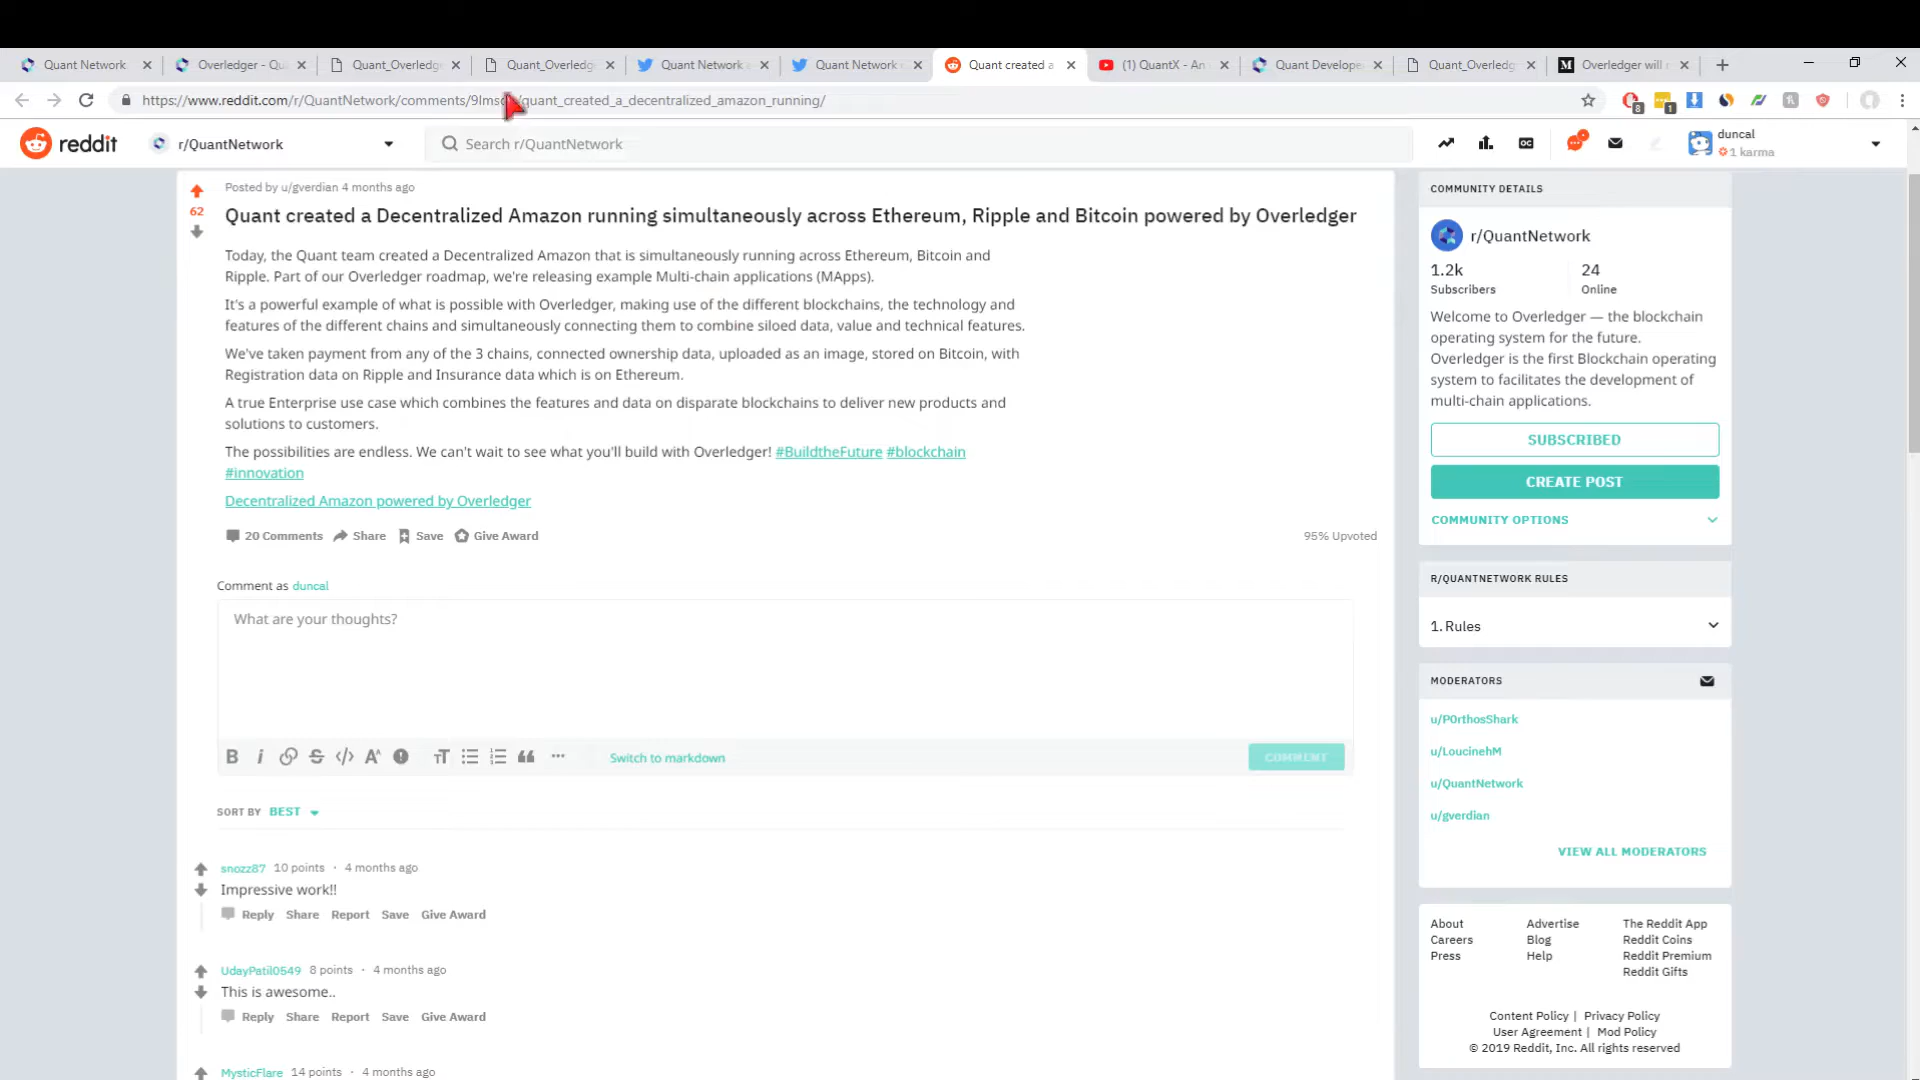 Quant Network
Overledger - Qu
Quant_Overledg
Quant_Overledg
Quant Network
Quant Network
Quant created a
(1) QuantX - An
Quant Develope
Quant_Overledg
Overledger will
https://www.reddit.com/r/QuantNetwork/comments/9lms /quant_created_a_decentralized_amazon_running/
8
1
reddit
r/QuantNetwork
Search r/QuantNetwork
OC
duncal
1 karma
Posted by u/gverdian 4 months ago
62
Quant created a Decentralized Amazon running simultaneously across Ethereum, Ripple and Bitcoin powered by Overledger
Today, the Quant team created a Decentralized Amazon that is simultaneously running across Ethereum, Bitcoin and
Ripple. Part of our Overledger roadmap, we're releasing example Multi-chain applications (MApps).
It's a powerful example of what is possible with Overledger, making use of the different blockchains, the technology and
features of the different chains and simultaneously connecting them to combine siloed data, value and technical features.
We've taken payment from any of the 3 chains, connected ownership data, uploaded as an image, stored on Bitcoin, with
Registration data on Ripple and Insurance data which is on Ethereum.
A true Enterprise use case which combines the features and data on disparate blockchains to deliver new products and
solutions to customers.
The possibilities are endless. We can't wait to see what you'll build with Overledger! #BuildtheFuture #blockchain
#innovation
Decentralized Amazon powered by Overledger
20 Comments Share Save Give Award
95% Upvoted
Comment as duncal
What are your thoughts?
Switch to markdown
COMMENT
SORT BY BEST
snozz87 10 points · 4 months ago
Impressive work!!
Reply Share Report Save Give Award
UdayPatil0549 8 points · 4 months ago
This is awesome..
Reply Share Report Save Give Award
MysticFlare 14 points · 4 months ago
COMMUNITY DETAILS
r/QuantNetwork
1.2k
Subscribers
24
Online
Welcome to Overledger — the blockchain
operating system for the future.
Overledger is the first Blockchain operating
system to facilitates the development of
multi-chain applications.
SUBSCRIBED
CREATE POST
COMMUNITY OPTIONS
R/QUANTNETWORK RULES
1. Rules
MODERATORS
u/P0rthosShark
u/LoucinehM
u/QuantNetwork
u/gverdian
VIEW ALL MODERATORS
About
Careers
Press
Advertise
Blog
Help
The Reddit App
Reddit Coins
Reddit Premium
Reddit Gifts
Content Policy | Privacy Policy
User Agreement | Mod Policy
© 2019 Reddit, Inc. All rights reserved